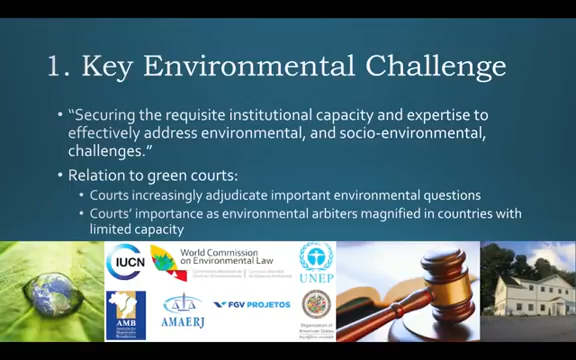 1. Key Environmental Challenge
• "Securing the requisite institutional capacity and expertise to
effectively address environmental, and socio-environmental,
challenges."
• Relation to green courts:
• Courts increasingly adjudicate important environmental questions
• Courts' importance as environmental arbiters magnified in countries with
limited capacity
IUCN
World Commission
on Environmental Law
UNEP
AMB
AMAERJ
FGV PROJETOS
Organization of
American States